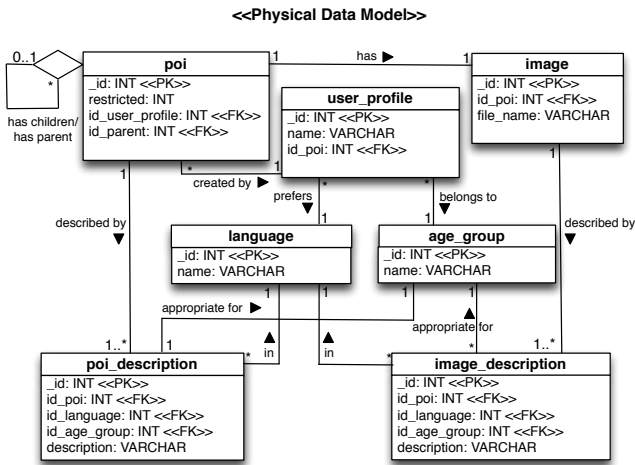 <<Physical Data Model>>
0..1
*
has children/
has parent
poi
_id: INT <<PK>>
restricted: INT
id_user_profile: INT <<FK>>
id_parent: INT <<FK>>
1
has ▶
1
image
_id: INT <<PK>>
id_poi: INT <<FK>>
file_name: VARCHAR
user_profile
_id: INT <<PK>>
name: VARCHAR
id_poi: INT <<FK>>
*
created by ▶
1
1
described by
▼
1..*
*
prefers
▼
1
*
belongs to
▼
1
1
described by
▼
1..*
language
_id: INT <<PK>>
name: VARCHAR
age_group
_id: INT <<PK>>
name: VARCHAR
1
appropriate for ▶
1
1
▲
in
*
1
▲
in
*
1
▲
appropriate for
*
poi_description
_id: INT <<PK>>
id_poi: INT <<FK>>
id_language: INT <<FK>>
id_age_group: INT <<FK>>
description: VARCHAR
image_description
_id: INT <<PK>>
id_poi: INT <<FK>>
id_language: INT <<FK>>
id_age_group: INT <<FK>>
description: VARCHAR